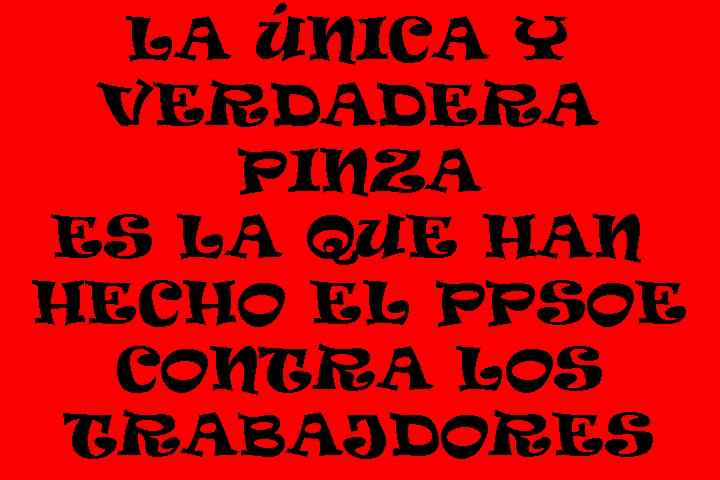 LA ÚNICA Y
VERDADERA
PINZA
ES LA QUE HAN
HECHO EL PPSOE
CONTRA LOS
TRABAJDORES